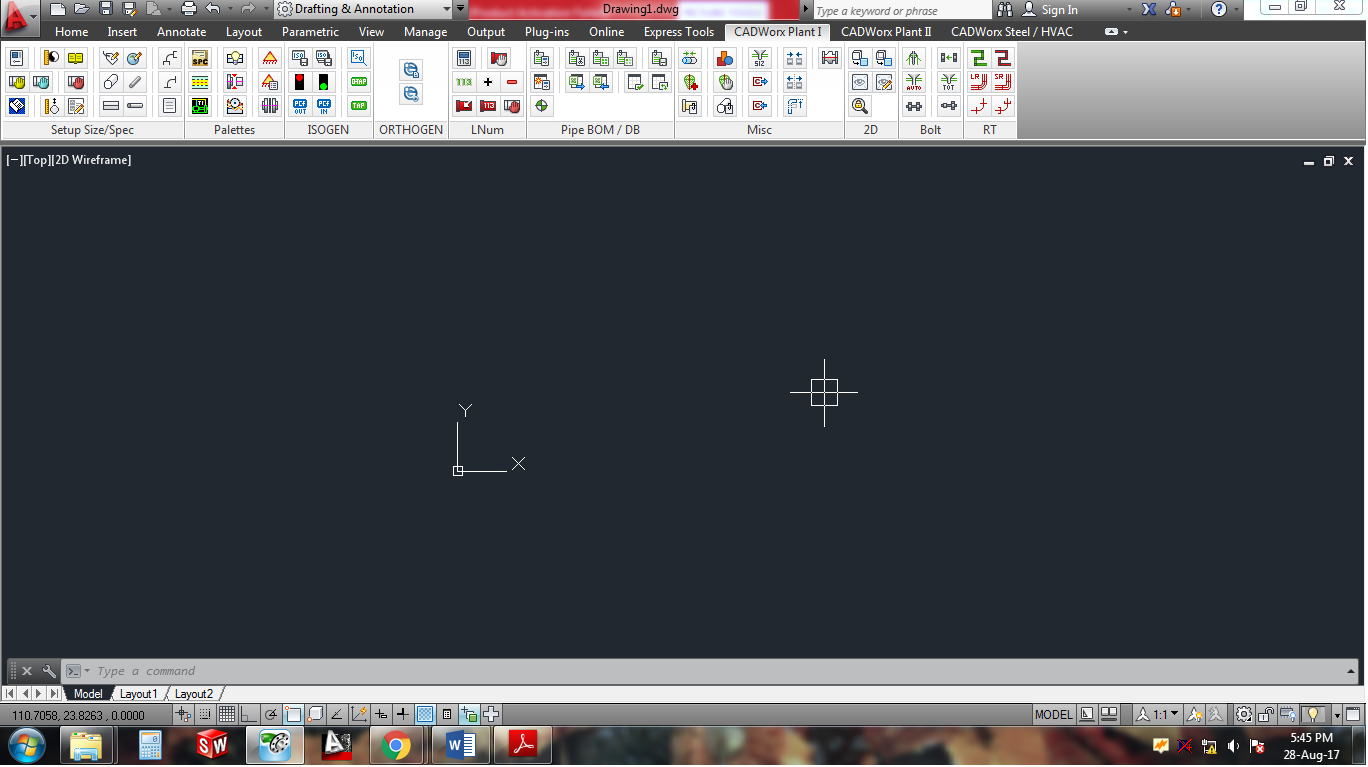 Drafting & Annotation
Drawing1.dwg
Type a keyword or phrase
Sign In
Home Insert Annotate Layout Parametric View Manage Output Plug-ins Online Express Tools CADWorx Plant I CADWorx Plant II CADWorx Steel / HVAC
Setup Size/Spec Palettes ISOGEN ORTHOGEN LNum Pipe BOM / DB Misc 2D Bolt RT
[−][Top][2D Wireframe]
Y
X
Type a command
Model Layout1 Layout2
110.7058, 23.8263 , 0.0000
MODEL
1:1
5:45 PM
28-Aug-17